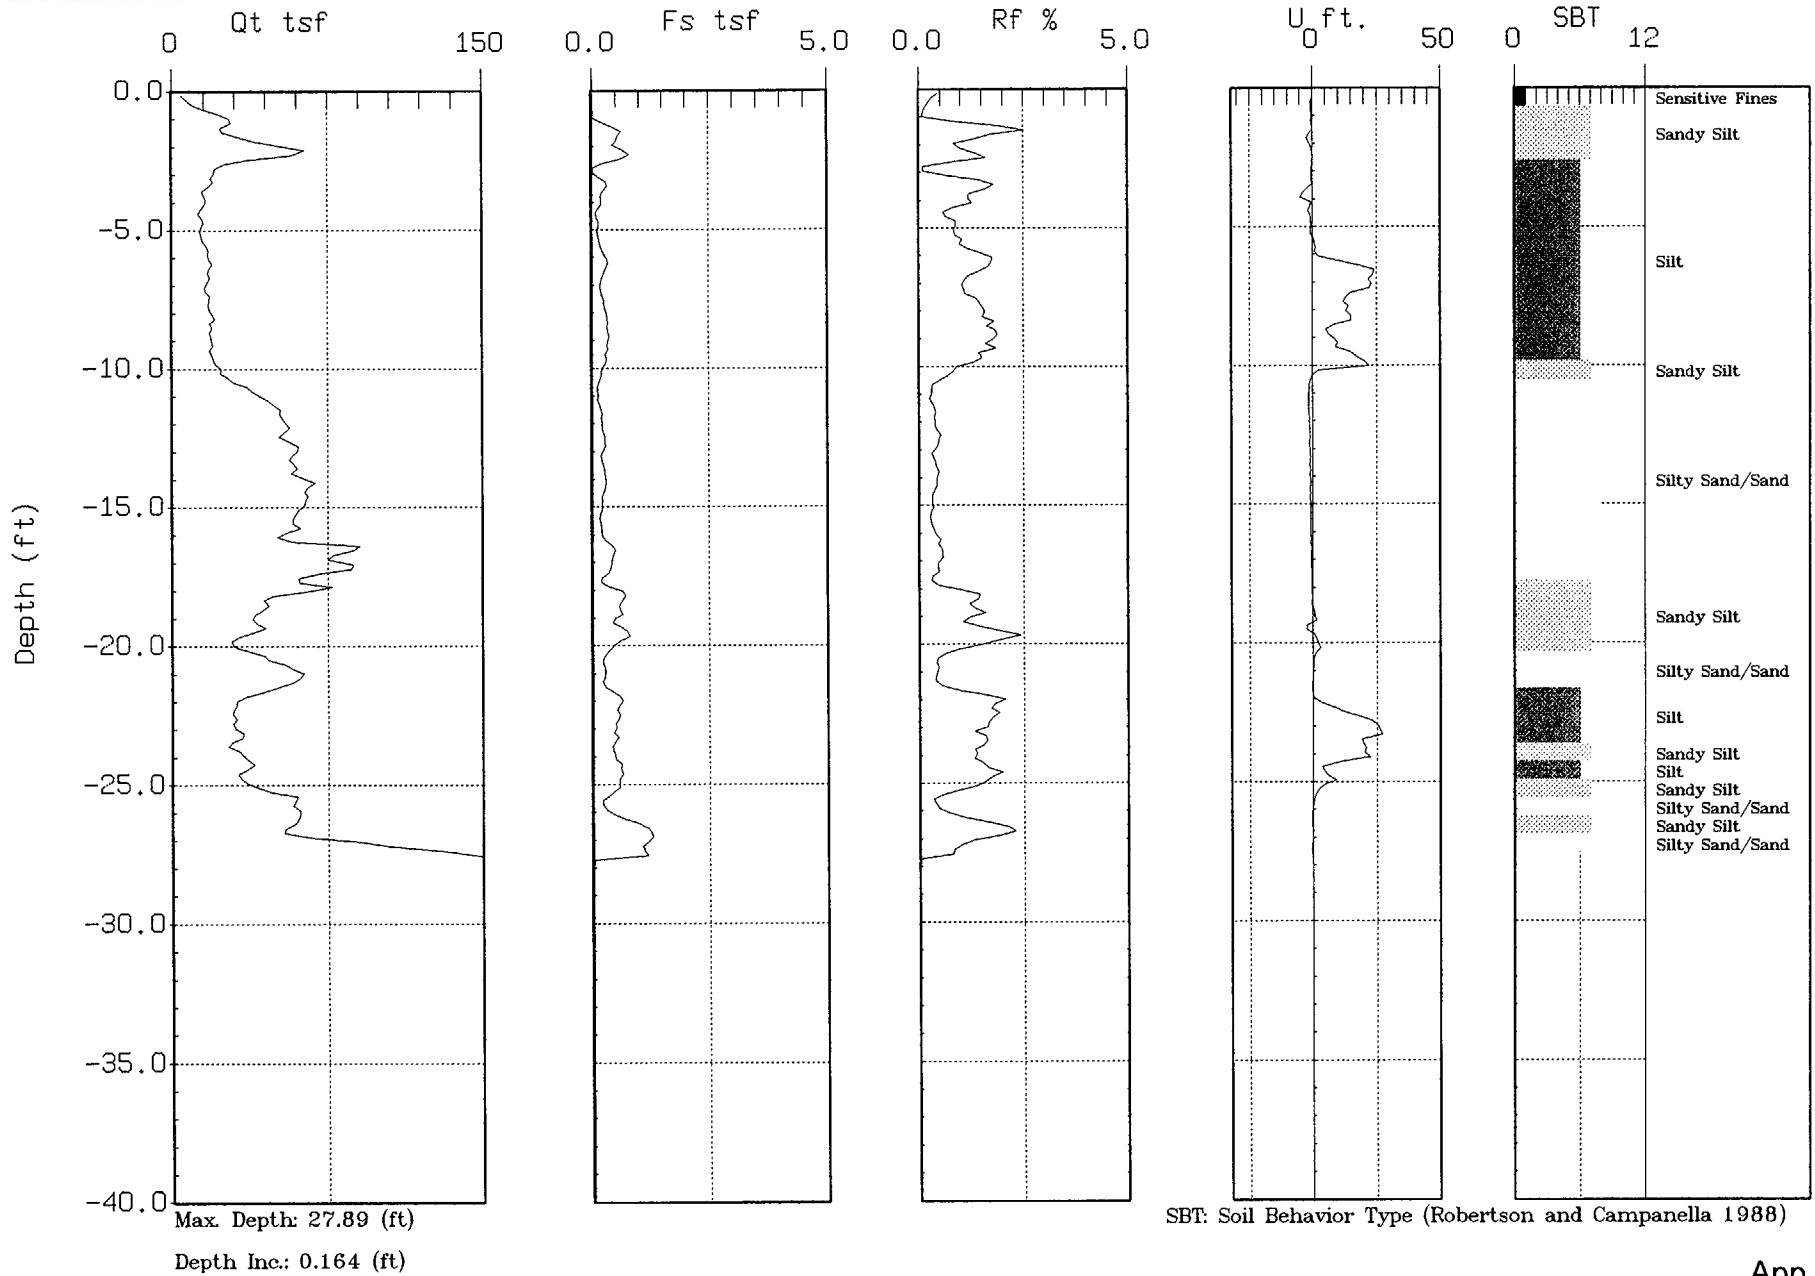 Qt tsf
Fs tsf
Rf %
U ft.
SBT
0
150
0.0
5.0
0.0
5.0
0
50
0
12
0.0
-5.0
-10.0
-15.0
-20.0
-25.0
-30.0
-35.0
-40.0
Depth (ft)
Sensitive Fines
Sandy Silt
Silt
Sandy Silt
Silty Sand/Sand
Sandy Silt
Silty Sand/Sand
Silt
Sandy Silt
Silt
Sandy Silt
Silty Sand/Sand
Sandy Silt
Silty Sand/Sand
Max. Depth: 27.89 (ft)
SBT: Soil Behavior Type (Robertson and Campanella 1988)
Depth Inc.: 0.164 (ft)
App